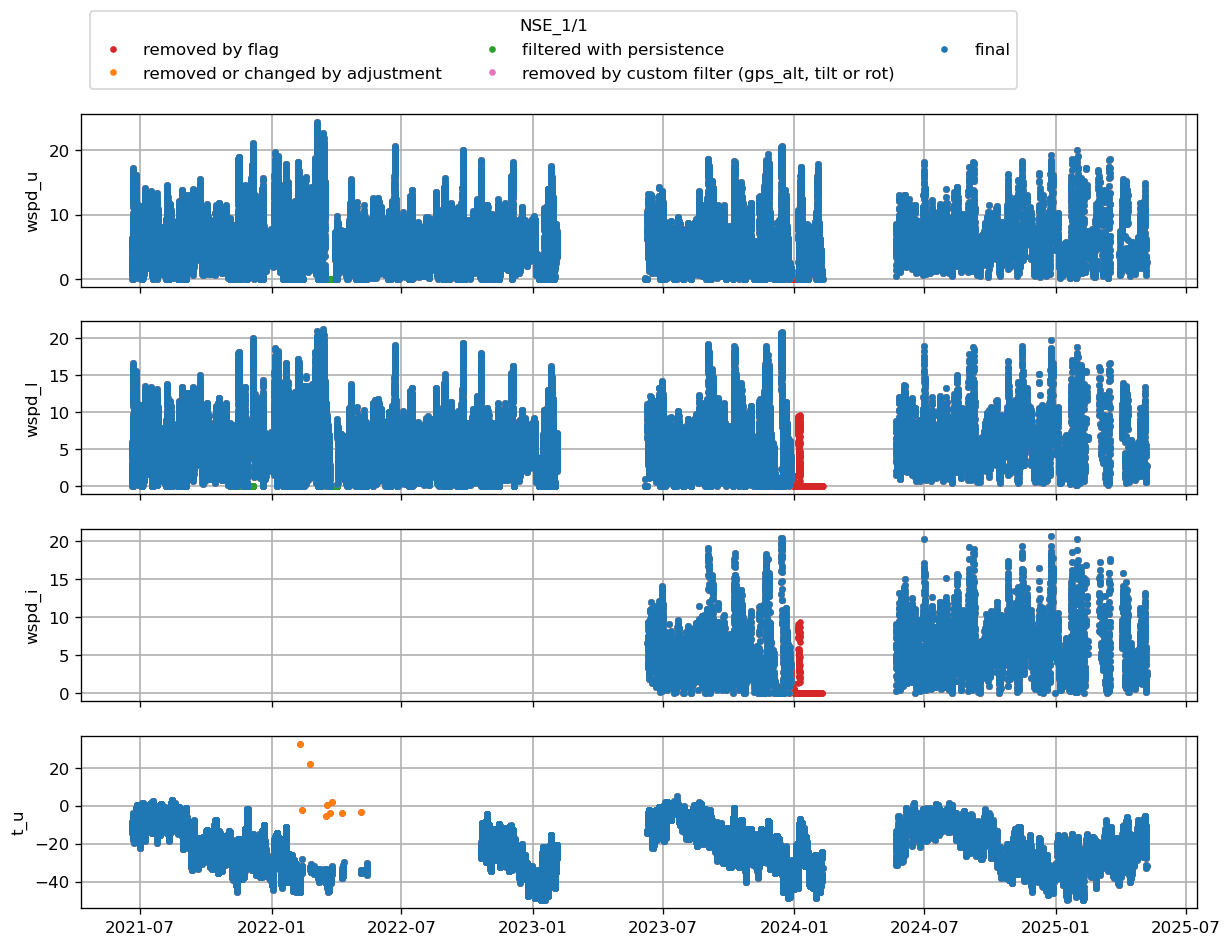 NSE_1/1
removed by flag
filtered with persistence
final
removed or changed by adjustment
removed by custom filter (gps_alt, tilt or rot)
wspd_u
20
10
0
wspd_l
20
15
10
5
0
wspd_i
20
15
10
5
0
t_u
20
0
−20
−40
2021-07
2022-01
2022-07
2023-01
2023-07
2024-01
2024-07
2025-01
2025-07